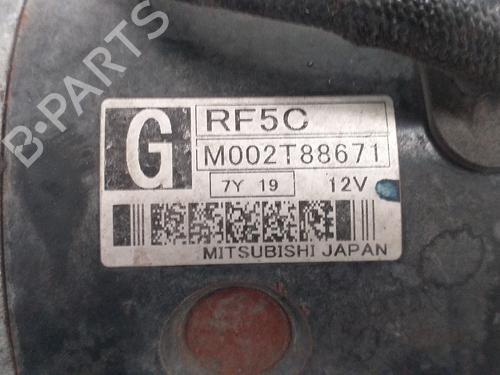 B-PARTS
G
RF5C
M002T88671
7Y 19
12V
MITSUBISHI JAPAN